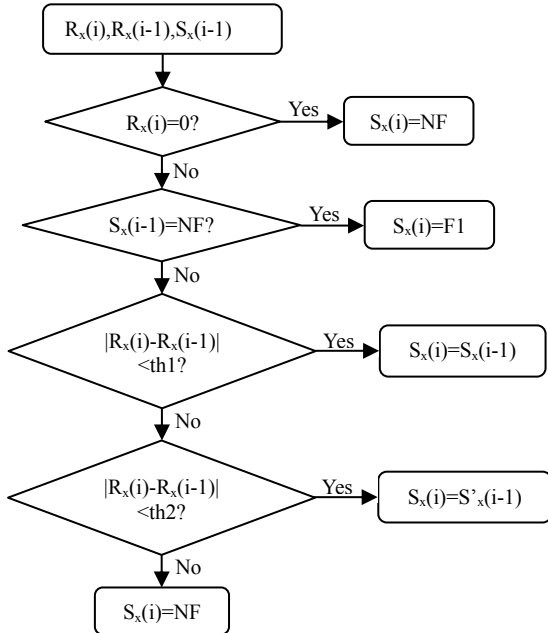 Rₓ(i),Rₓ(i-1),Sₓ(i-1)
Rₓ(i)=0?
Yes
Sₓ(i)=NF
No
Sₓ(i-1)=NF?
Yes
Sₓ(i)=F1
No
|Rₓ(i)-Rₓ(i-1)|
<th1?
Yes
Sₓ(i)=Sₓ(i-1)
No
|Rₓ(i)-Rₓ(i-1)|
<th2?
Yes
Sₓ(i)=S’ₓ(i-1)
No
Sₓ(i)=NF